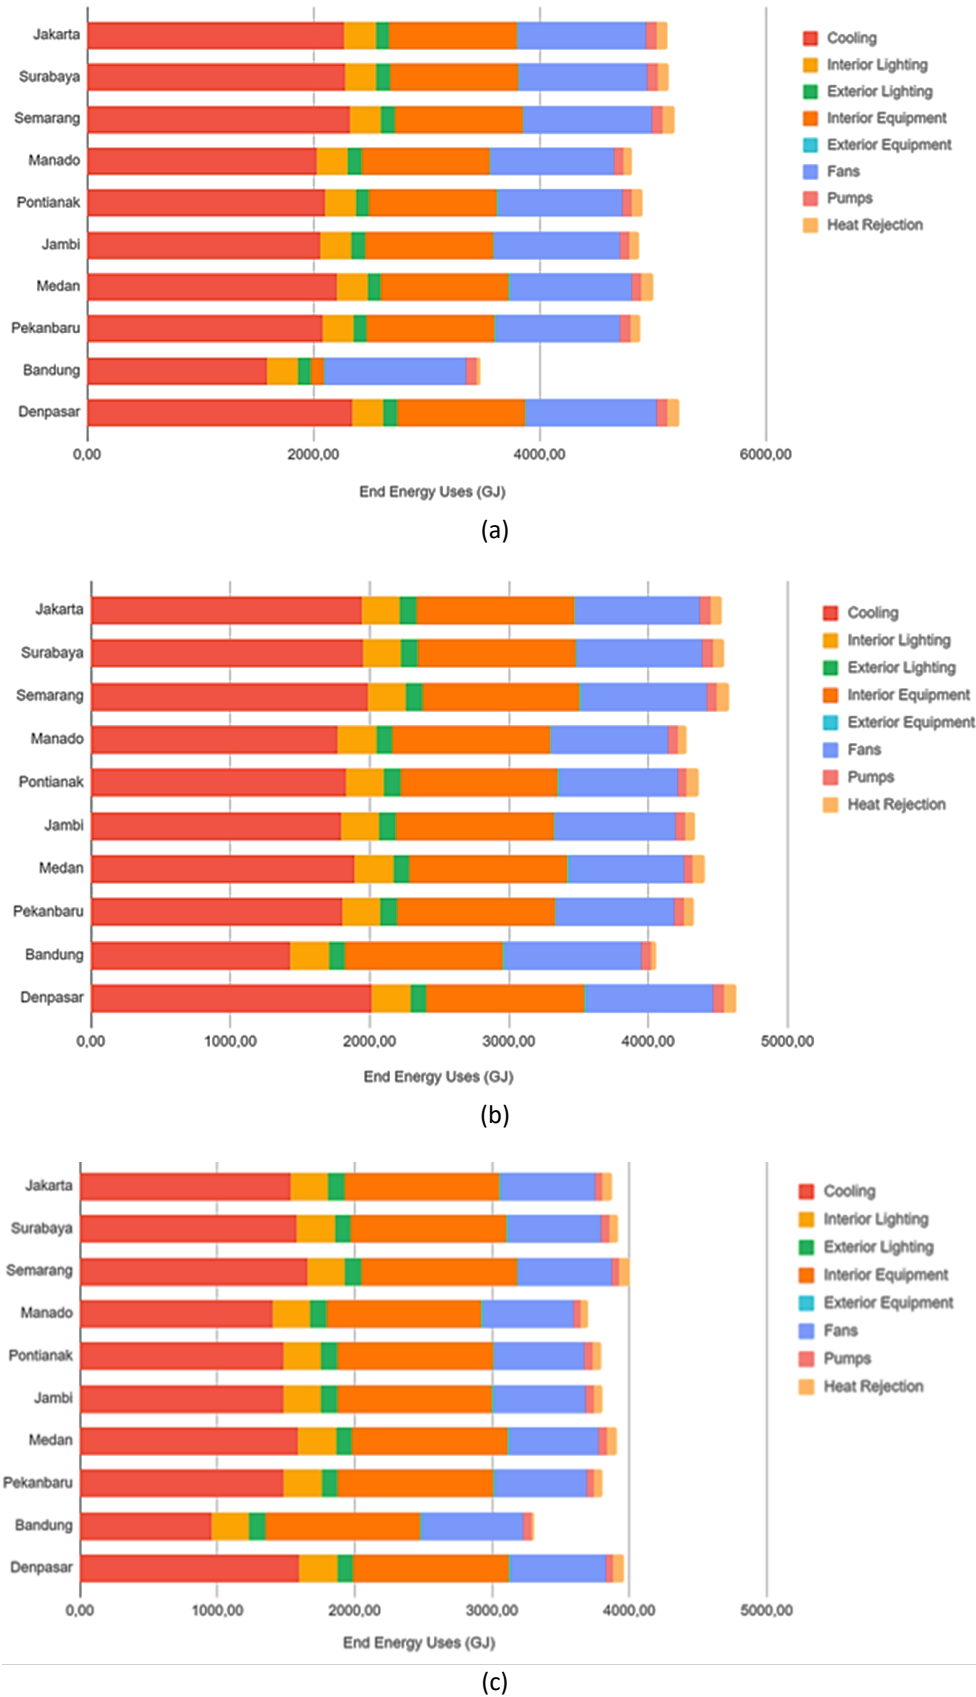 Jakarta
Surabaya
Semarang
Manado
Pontianak
Jambi
Medan
Pekanbaru
Bandung
Denpasar
0,00 2000,00 4000,00 6000,00
End Energy Uses (GJ)
Cooling
Interior Lighting
Exterior Lighting
Interior Equipment
Exterior Equipment
Fans
Pumps
Heat Rejection
(a)
Jakarta
Surabaya
Semarang
Manado
Pontianak
Jambi
Medan
Pekanbaru
Bandung
Denpasar
0,00 1000,00 2000,00 3000,00 4000,00 5000,00
End Energy Uses (GJ)
Cooling
Interior Lighting
Exterior Lighting
Interior Equipment
Exterior Equipment
Fans
Pumps
Heat Rejection
(b)
Jakarta
Surabaya
Semarang
Manado
Pontianak
Jambi
Medan
Pekanbaru
Bandung
Denpasar
0,00 1000,00 2000,00 3000,00 4000,00 5000,00
End Energy Uses (GJ)
Cooling
Interior Lighting
Exterior Lighting
Interior Equipment
Exterior Equipment
Fans
Pumps
Heat Rejection
(c)